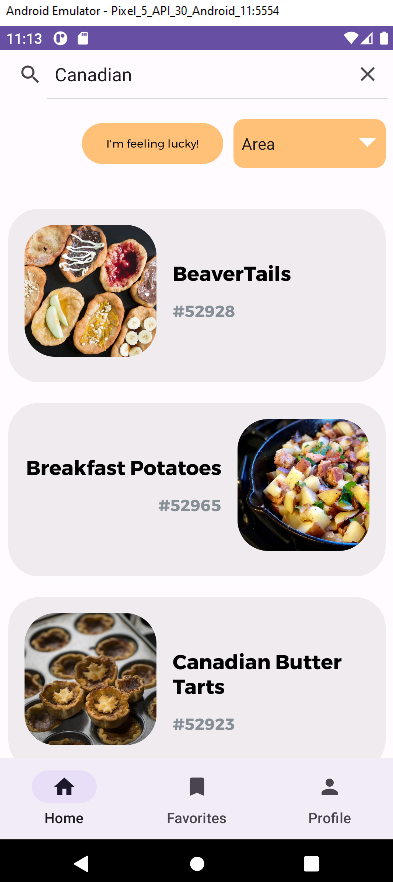 Android Emulator - Pixel_5_API_30_Android_11:5554
11:13
Canadian
I'm feeling lucky!
Area
BeaverTails
#52928
Breakfast Potatoes
#52965
Canadian Butter
Tarts
#52923
Home
Favorites
Profile